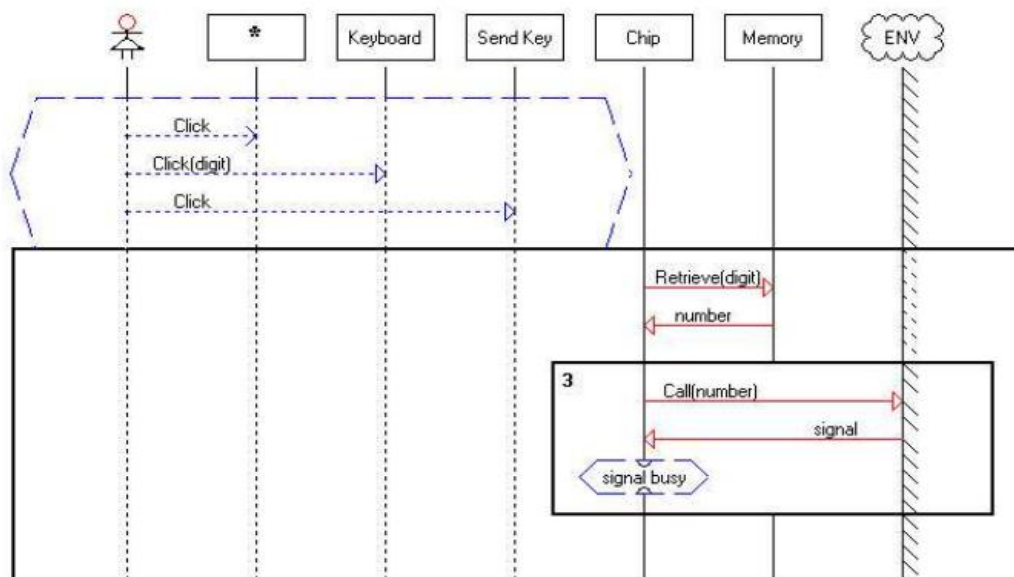 * Keyboard Send Key Chip Memory ENV
Click
Click(digit)
Click
Retrieve(digit)
number
3
Call(number)
signal
signal busy